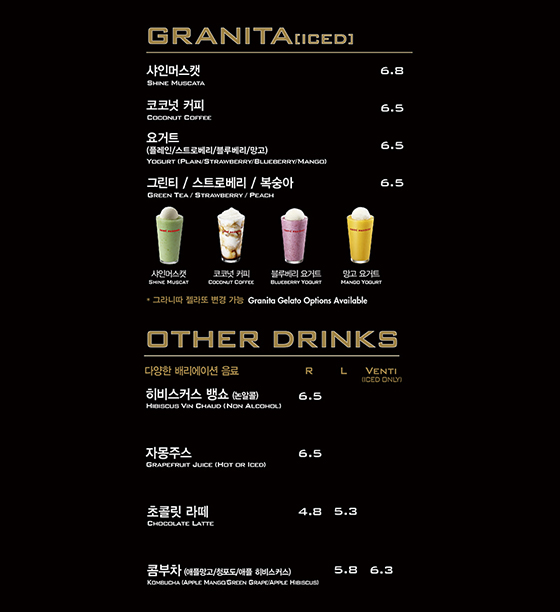 GRANITA[ICED]
샤인머스캣 6.8
SHINE MUSCATA
코코넛 커피 6.5
COCONUT COFFEE
요거트 6.5
(플레인/스트로베리/블루베리/망고)
YOGURT (PLAIN/STRAWBERRY/BLUEBERRY/MANGO)
그린티 / 스트로베리 / 복숭아 6.5
GREEN TEA / STRAWBERRY / PEACH
샤인머스캣 코코넛 커피 블루베리 요거트 망고 요거트
SHINE MUSCAT COCONUT COFFEE BLUEBERRY YOGURT MANGO YOGURT
* 그라니따 젤라또 변경 가능 Granita Gelato Options Available
OTHER DRINKS
다양한 배리에이션 음료 R L VENTI
(ICED ONLY)
히비스커스 뱅쇼 (논알콜) 6.5
HIBISCUS VIN CHAUD (NON ALCOHOL)
자몽주스 6.5
GRAPEFRUIT JUICE (HOT OR ICED)
초콜릿 라떼 4.8 5.3
CHOCOLATE LATTE
콤부차 (애플망고/청포도/애플 히비스커스) 5.8 6.3
KOMBUCHA (APPLE MANGO/GREEN GRAPE/APPLE HIBISCUS)